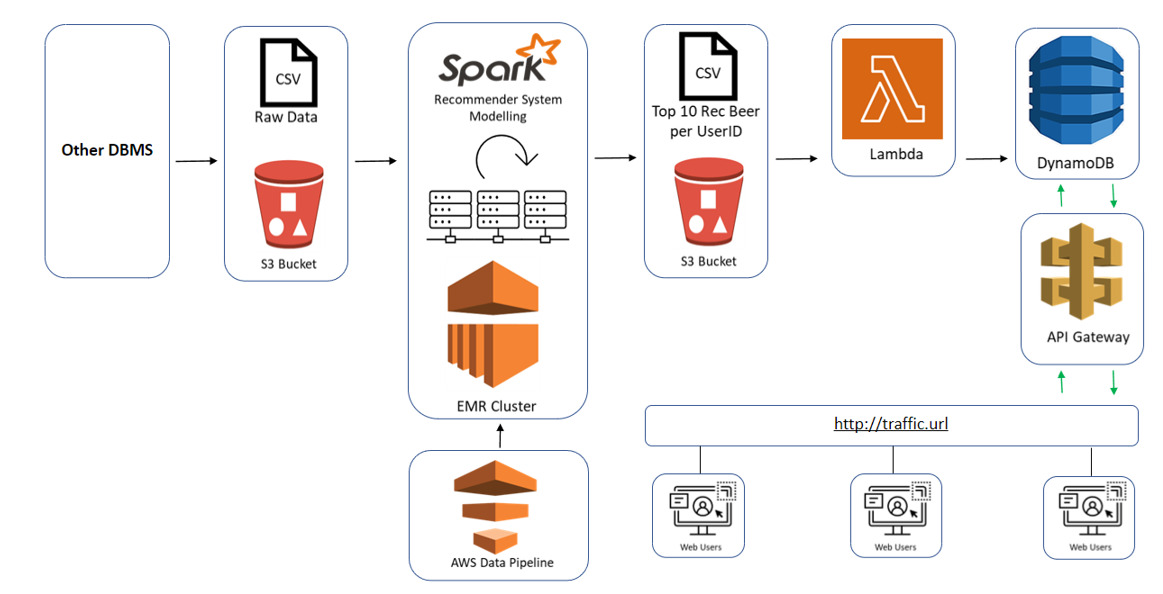 Other DBMS
CSV
Raw Data
S3 Bucket
Spark
Recommender System
Modelling
EMR Cluster
AWS Data Pipeline
CSV
Top 10 Rec Beer
per UserID
S3 Bucket
Lambda
DynamoDB
API Gateway
http://traffic.url
Web Users
Web Users
Web Users